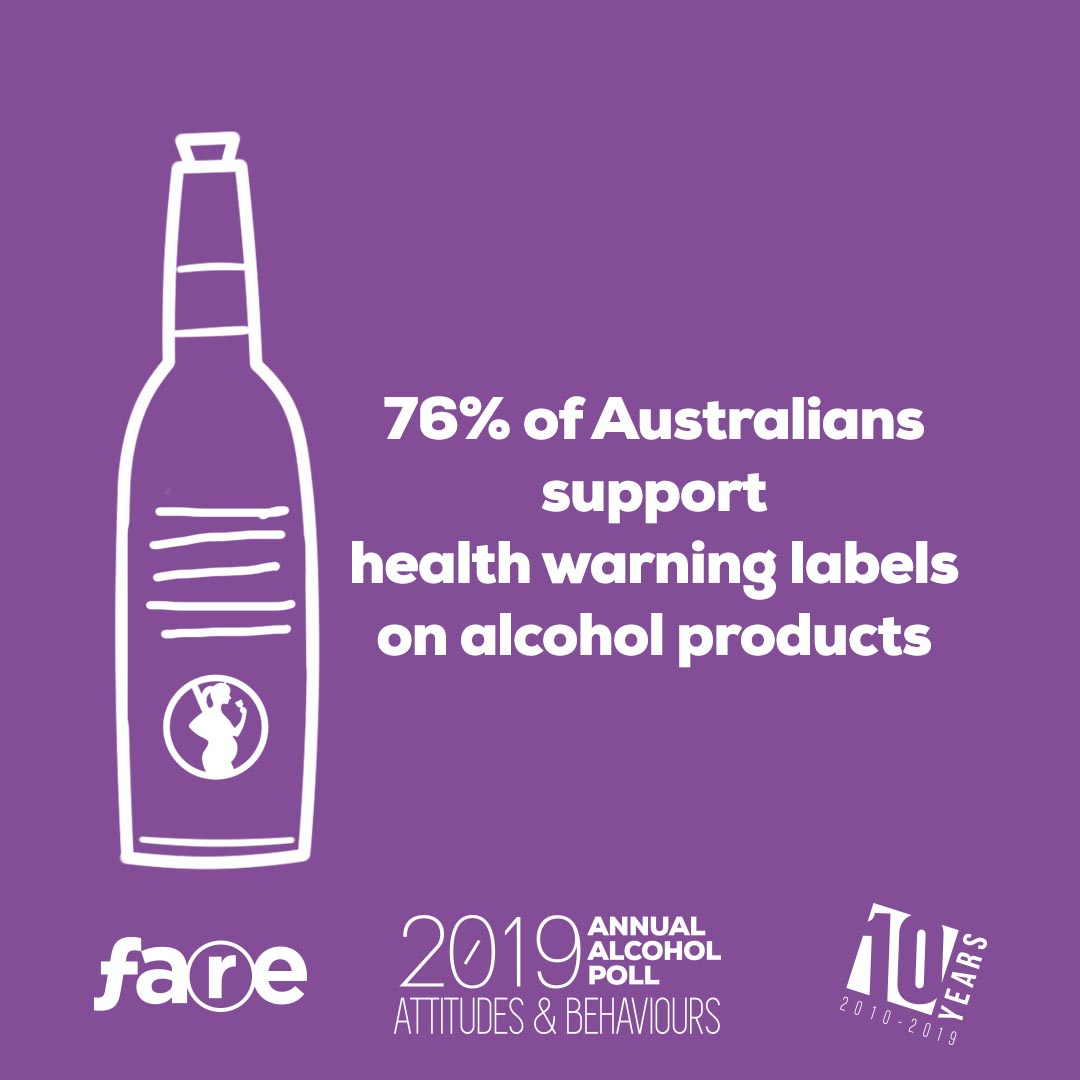 76% of Australians
support
health warning labels
on alcohol products
fare
2019 ANNUAL
ALCOHOL
POLL
ATTITUDES & BEHAVIOURS
10 YEARS
2010-2019